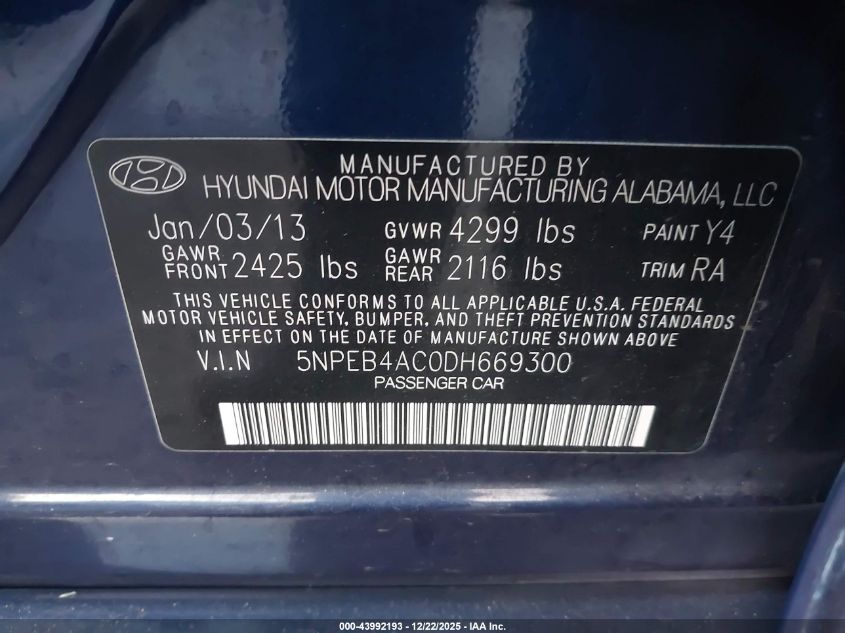 MANUFACTURED BY
HYUNDAI MOTOR MANUFACTURING ALABAMA, LLC
Jan/03/13 GVWR 4299 lbs PAINT Y4
GAWR FRONT 2425 lbs GAWR REAR 2116 lbs TRIM RA
THIS VEHICLE CONFORMS TO ALL APPLICABLE U.S.A. FEDERAL
MOTOR VEHICLE SAFETY, BUMPER, AND THEFT PREVENTION STANDARDS
IN EFFECT ON THE DATE OF MANUFACTURE SHOWN ABOVE
V.I.N 5NPEB4AC0DH669300
PASSENGER CAR
000-43992193 - 12/22/2025 - IAA Inc.